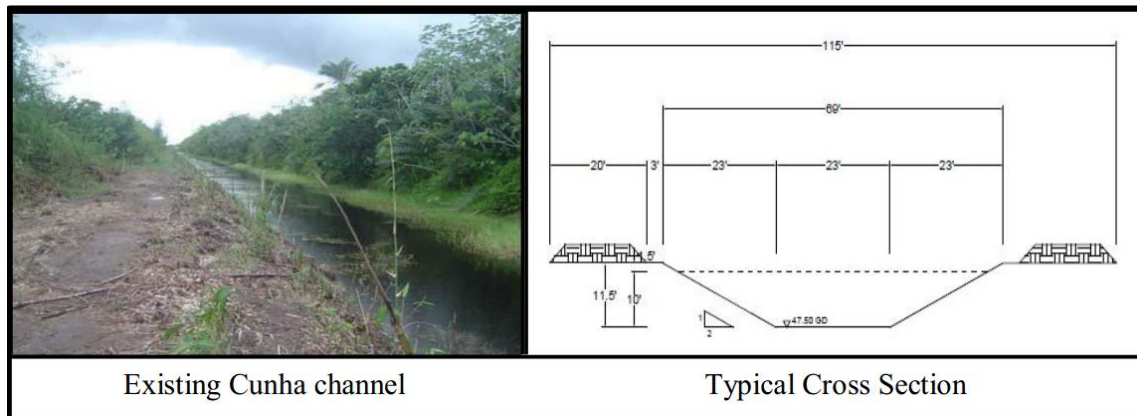 115'
69'
20' 3' 23' 23' 23'
1.5'
11.5' 10'
1
2
47.50 GD
Existing Cunha channel
Typical Cross Section